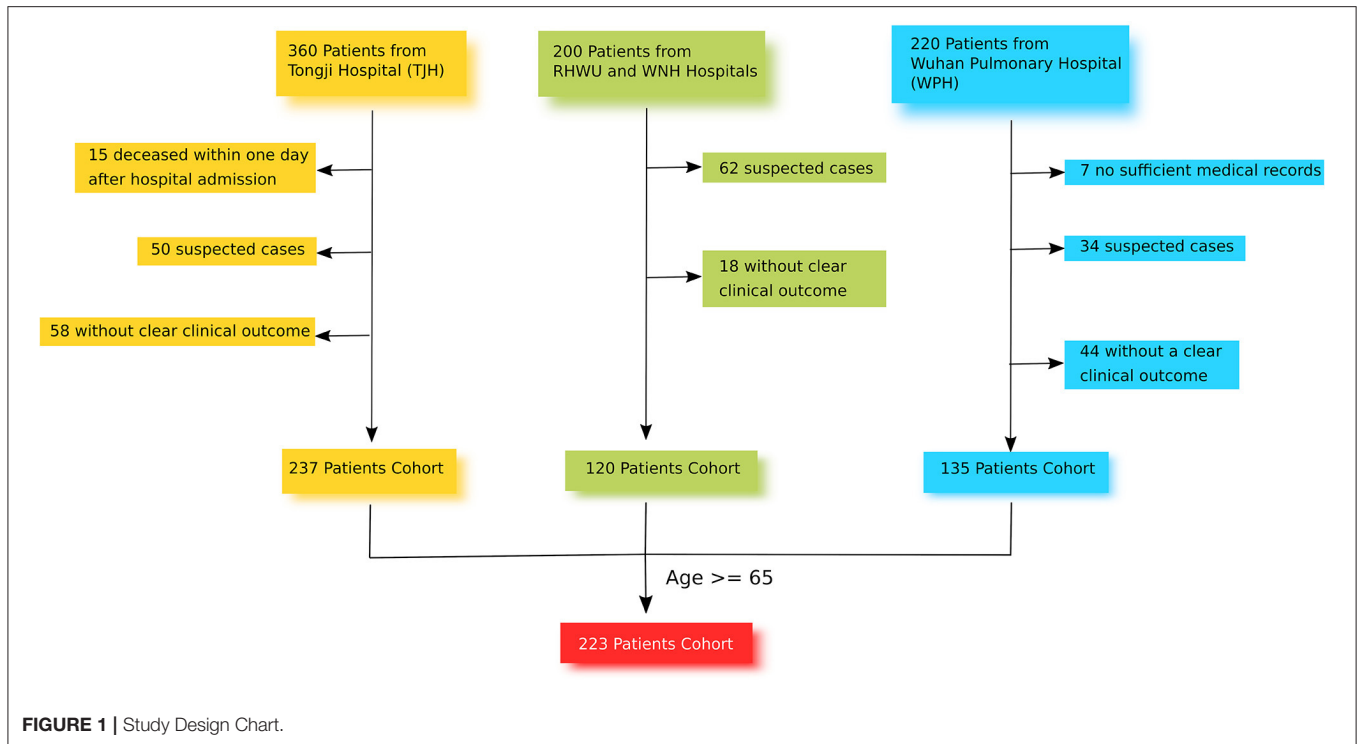 360 Patients from
Tongji Hospital (TJH)
200 Patients from
RHWU and WNH Hospitals
220 Patients from
Wuhan Pulmonary Hospital
(WPH)
15 deceased within one day
after hospital admission
50 suspected cases
58 without clear clinical outcome
62 suspected cases
18 without clear
clinical outcome
7 no sufficient medical records
34 suspected cases
44 without a clear
clinical outcome
237 Patients Cohort
120 Patients Cohort
135 Patients Cohort
Age >= 65
223 Patients Cohort
FIGURE 1 | Study Design Chart.